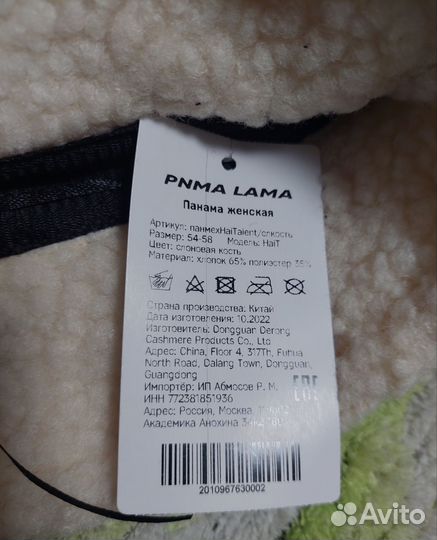 PNMA LAMA
Панама женская
Артикул: панмехHaiTalent/слкость
Размер: 54-58 Модель: HaiT
Цвет: слоновая кость
Материал: хлопок 65% полиэстер 35%
Страна производства: Китай
Дата изготовления: 10.2022
Изготовитель: Dongguan Derong
Cashmere Products Co., Ltd
Адрес: China, Floor 4, 317Th, Fuhua
North Road, Dalang Town, Dongguan,
Guangdong
Импортёр: ИП Абмосов Р. М.
ИНН 772381851936
EAC
Адрес: Россия, Москва,
Академика Анохина
2010967630002
Avito